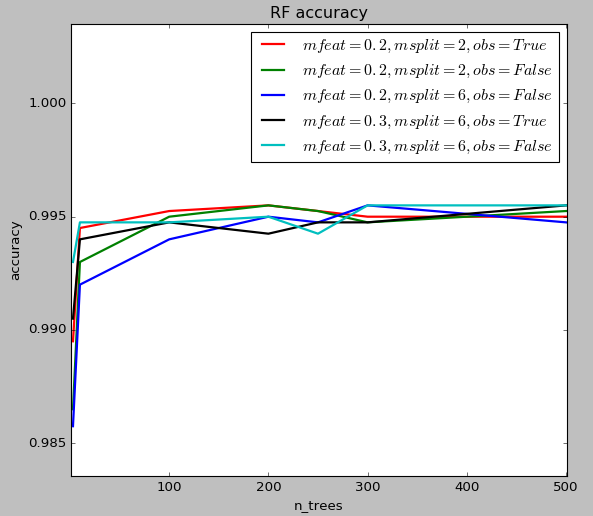 RF accuracy
mfeat=0.2,msplit=2,obs=True
mfeat=0.2,msplit=2,obs=False
mfeat=0.2,msplit=6,obs=False
mfeat=0.3,msplit=6,obs=True
mfeat=0.3,msplit=6,obs=False
1.000
0.995
0.990
0.985
accuracy
100 200 300 400 500
n_trees